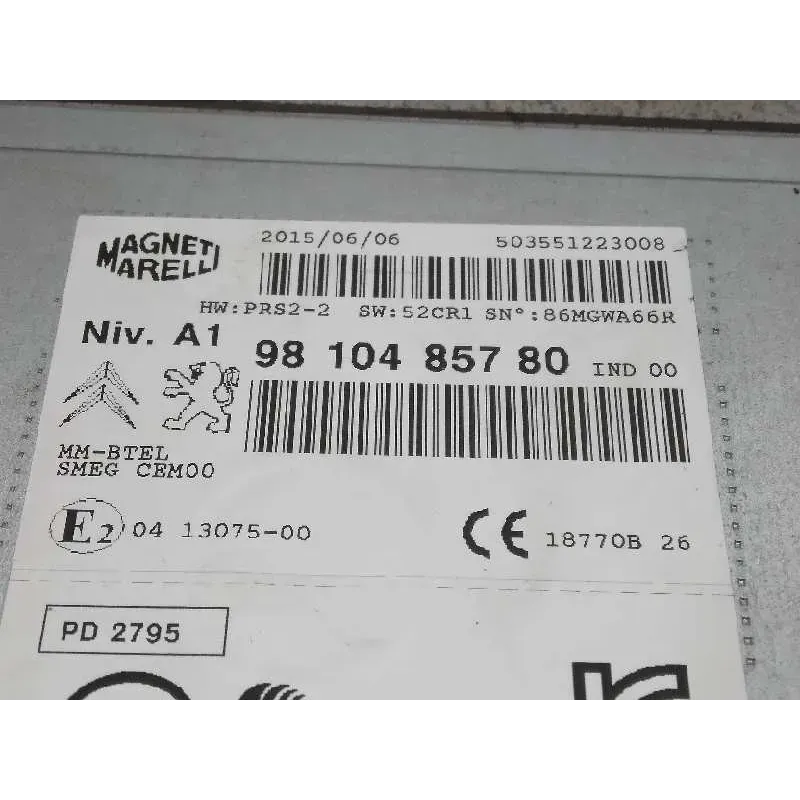 MAGNETI
MARELLI
2015/06/06 503551223008
HW:PRS2-2 SW:52CR1 SN°:86MGWA66R
Niv. A1
98 104 857 80 IND 00
MM-BTEL
SMEG CEM00
E2 04 13075-00
CE 18770B 26
PD 2795